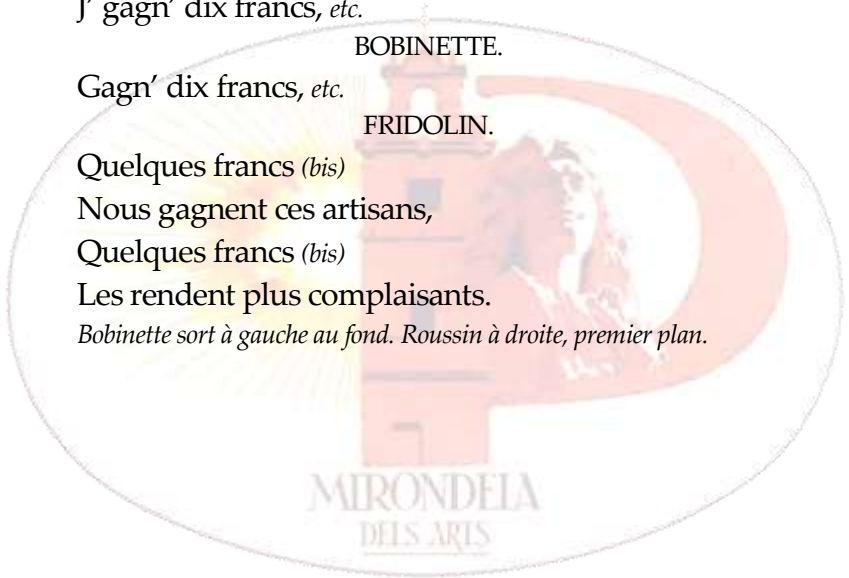 J’ gagn’ dix francs, etc.
BOBINETTE.
Gagn’ dix francs, etc.
FRIDOLIN.
Quelques francs (bis)
Nous gagnent ces artisans,
Quelques francs (bis)
Les rendent plus complaisants.
Bobinette sort à gauche au fond. Roussin à droite, premier plan.
MIRONDELA
DELS ARTS